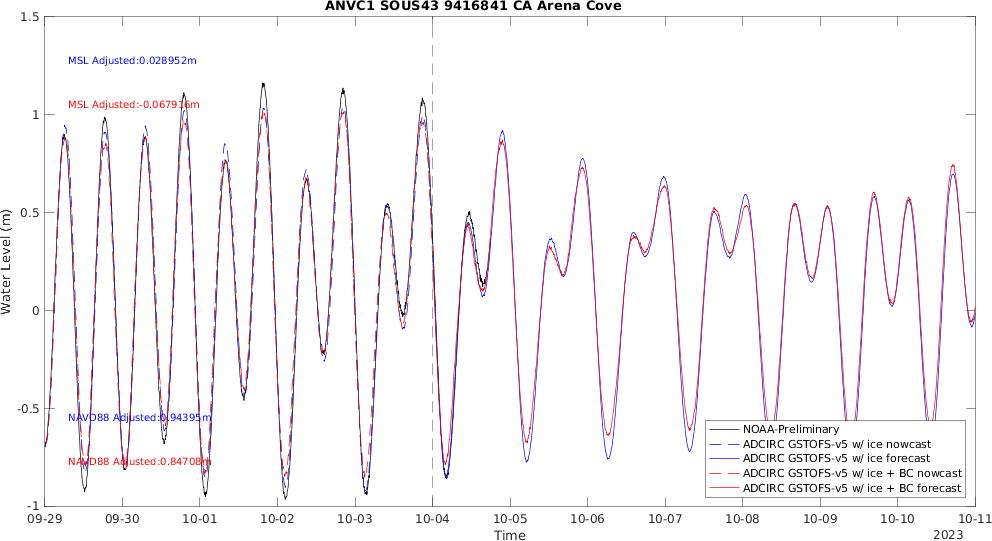 ANVC1 SOUS43 9416841 CA Arena Cove
1.5
MSL Adjusted:0.028952m
MSL Adjusted:-0.067916m
1
0.5
Water Level (m)
0
-0.5
NAVD88 Adjusted:0.94395m
NOAA-Preliminary
ADCIRC GSTOFS-v5 w/ ice nowcast
ADCIRC GSTOFS-v5 w/ ice forecast
NAVD88 Adjusted:0.84708m
ADCIRC GSTOFS-v5 w/ ice + BC nowcast
ADCIRC GSTOFS-v5 w/ ice + BC forecast
-1
09-29 09-30 10-01 10-02 10-03 10-04 10-05 10-06 10-07 10-08 10-09 10-10 10-11
Time
2023